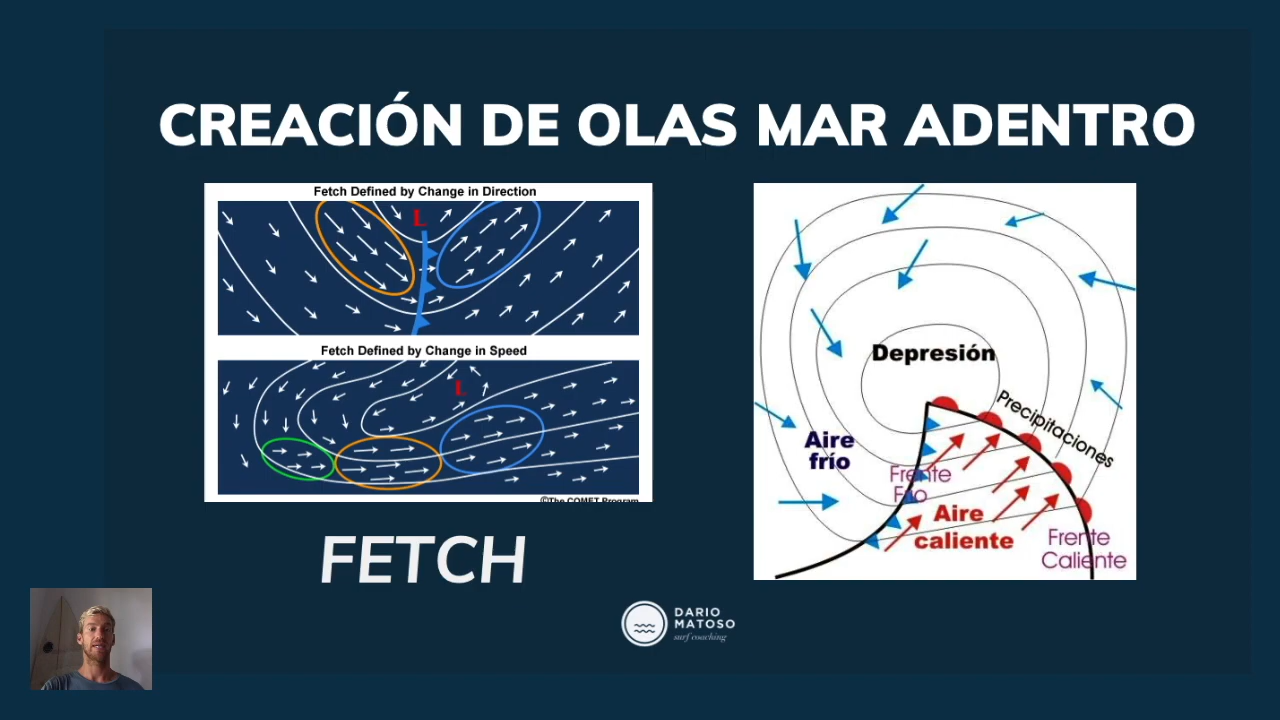 CREACIÓN DE OLAS MAR ADENTRO
Fetch Defined by Change in Direction
L
Fetch Defined by Change in Speed
L
©The COMET Program
FETCH
Depresión
Precipitaciones
Aire
frío
Frente
Frío
Aire
caliente
Frente
Caliente
DARIO
MATOSO
surf coaching